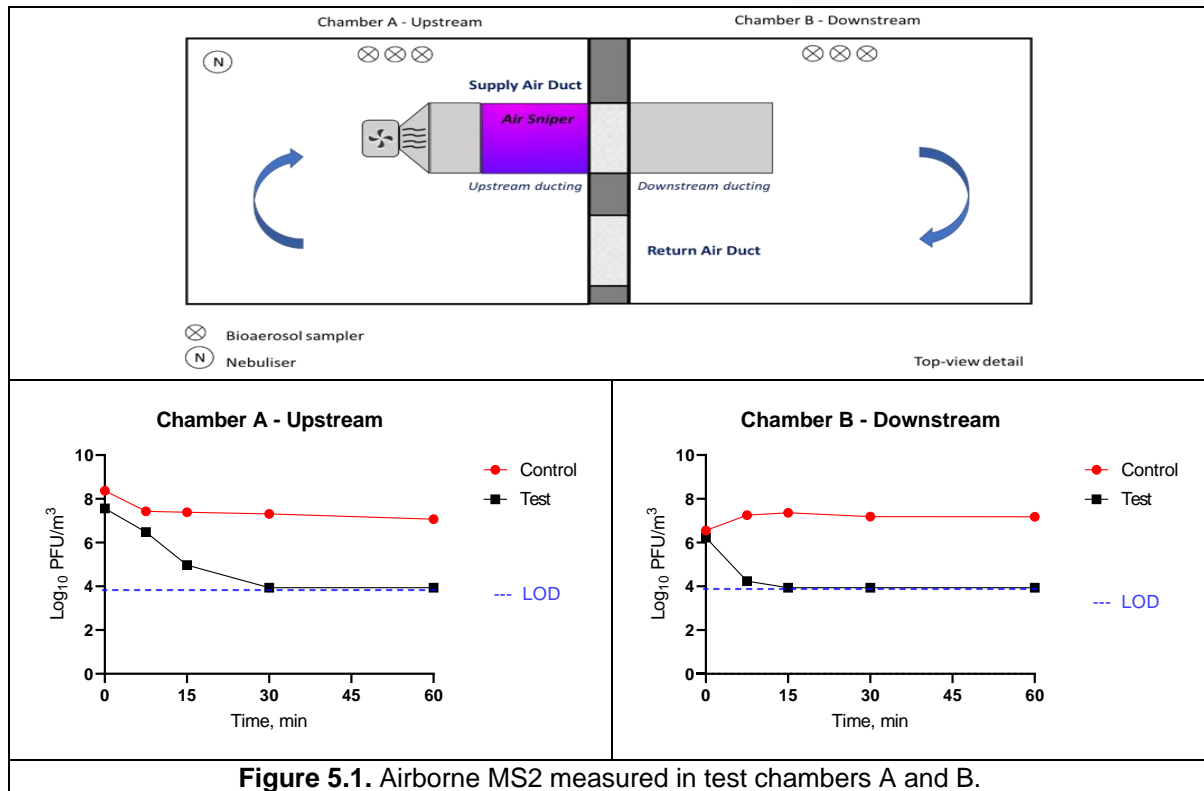 Chamber A - Upstream
Chamber B - Downstream
N
Supply Air Duct
Air Sniper
Upstream ducting
Downstream ducting
Return Air Duct
Bioaerosol sampler
N Nebuliser
Top-view detail
Chamber A - Upstream
10
8
6
4
2
0
Log10 PFU/m3
0 15 30 45 60
Time, min
Control
Test
--- LOD
Chamber B - Downstream
10
8
6
4
2
0
Log10 PFU/m3
0 15 30 45 60
Time, min
Control
Test
--- LOD
Figure 5.1. Airborne MS2 measured in test chambers A and B.